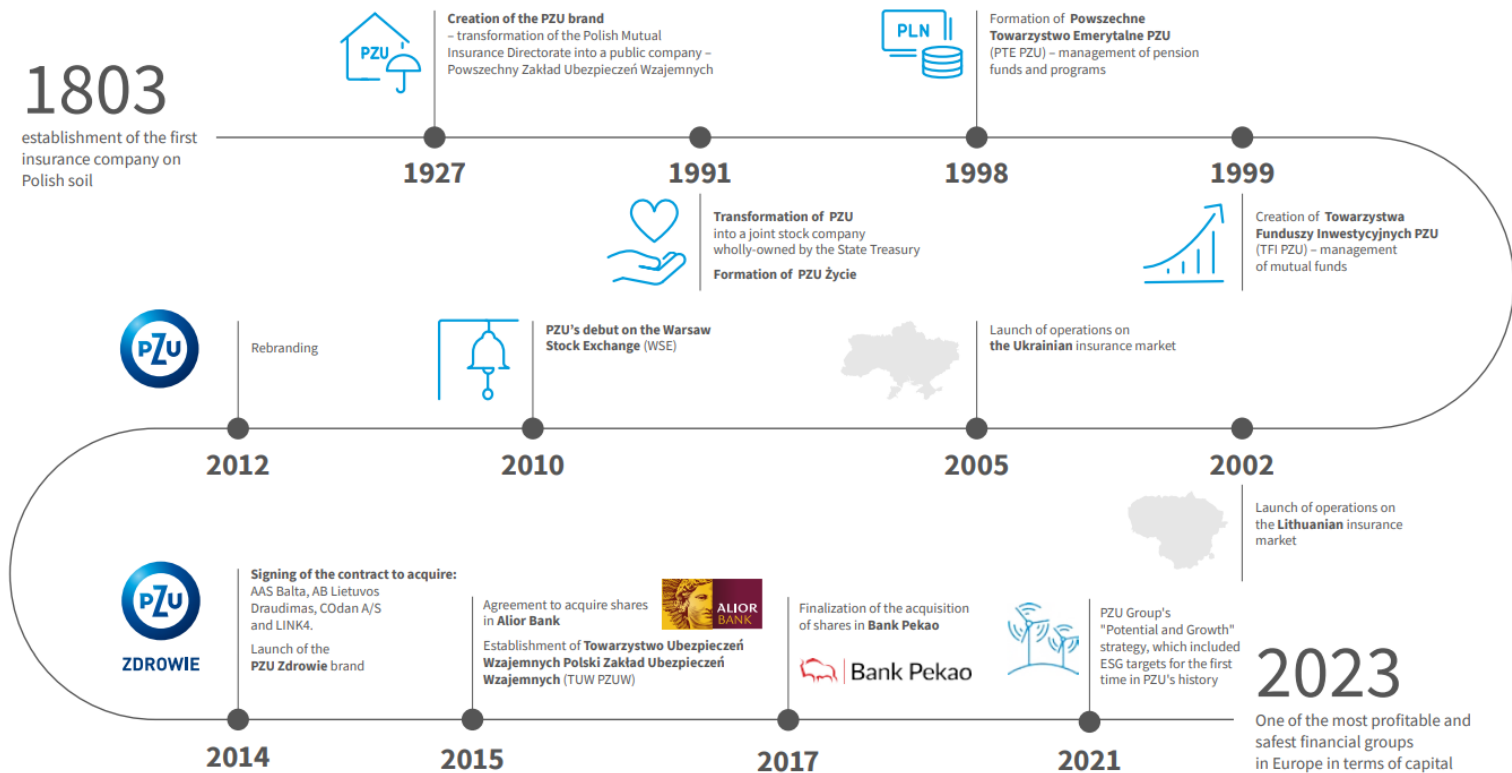 1803
establishment of the first
insurance company on
Polish soil
PZU
Creation of the PZU brand
– transformation of the Polish Mutual
Insurance Directorate into a public company –
Powszechny Zakład Ubezpieczeń Wzajemnych
1927
1991
Transformation of PZU
into a joint stock company
wholly-owned by the State Treasury
Formation of PZU Życie
PLN
Formation of Powszechne
Towarzystwo Emerytalne PZU
(PTE PZU) – management of pension
funds and programs
1998
1999
Creation of Towarzystwa
Funduszy Inwestycyjnych PZU
(TFI PZU) – management
of mutual funds
2002
Launch of operations on
the Lithuanian insurance
market
Launch of operations on
the Ukrainian insurance market
2005
PZU's debut on the Warsaw
Stock Exchange (WSE)
2010
PZU
Rebranding
2012
PZU
ZDROWIE
Signing of the contract to acquire:
AAS Balta, AB Lietuvos
Draudimas, COdan A/S
and LINK4.
Launch of the
PZU Zdrowie brand
2014
Agreement to acquire shares
in Alior Bank
ALIOR
BANK
Establishment of Towarzystwo Ubezpieczeń
Wzajemnych Polski Zakład Ubezpieczeń
Wzajemnych (TUW PZUW)
2015
Finalization of the acquisition
of shares in Bank Pekao
Bank Pekao
2017
PZU Group's
"Potential and Growth"
strategy, which included
ESG targets for the first
time in PZU's history
2021
2023
One of the most profitable and
safest financial groups
in Europe in terms of capital